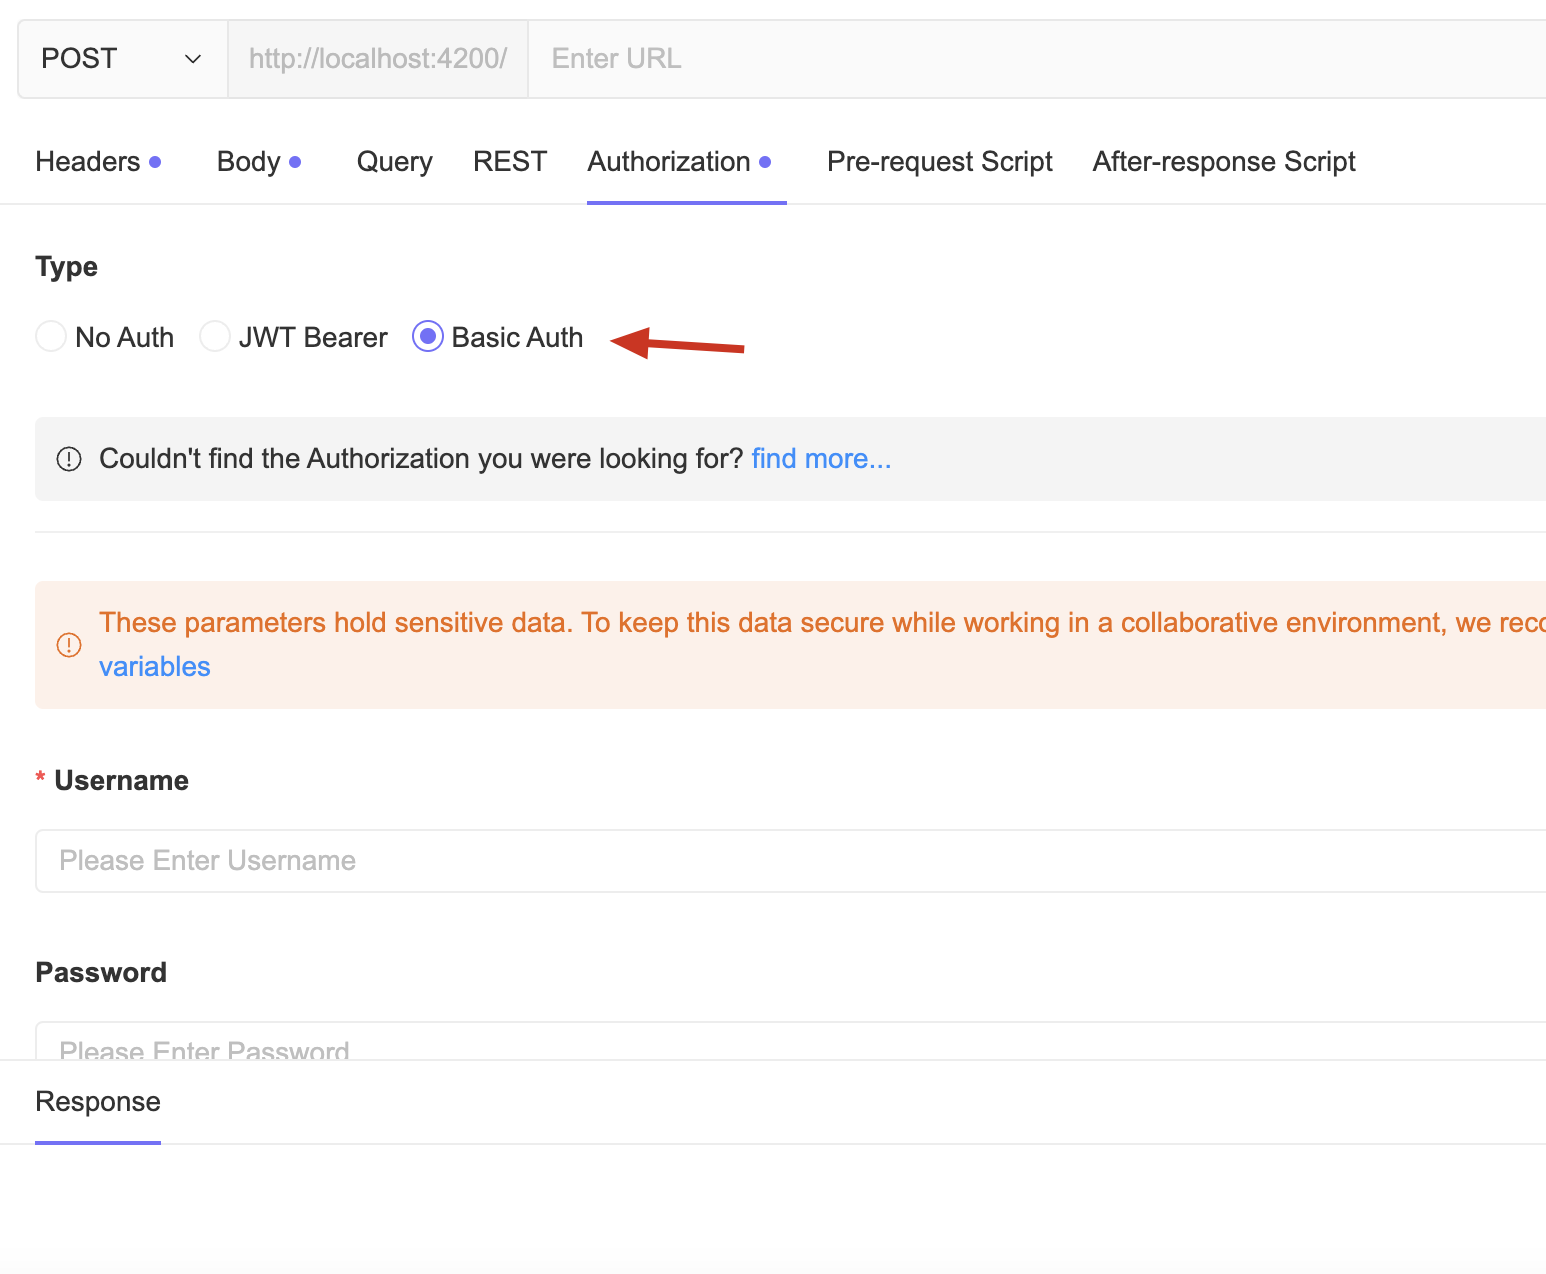 POST http://localhost:4200/ Enter URL
Headers Body Query REST Authorization Pre-request Script After-response Script
Type
No Auth JWT Bearer Basic Auth
Couldn't find the Authorization you were looking for? find more...
These parameters hold sensitive data. To keep this data secure while working in a collaborative environment, we
variables
* Username
Please Enter Username
Password
Please Enter Password
Response